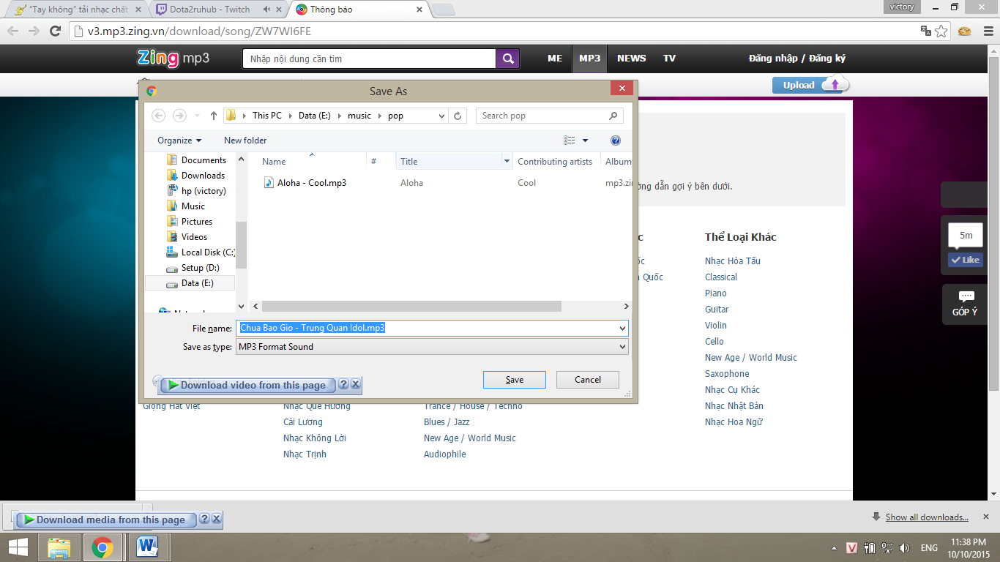 "Tay không" tải nhạc chất
Dota2ruhub - Twitch
Thông báo
victory
v3.mp3.zing.vn/download/song/ZW7WI6FE
Zing mp3
Nhập nội dung cần tìm
ME MP3 NEWS TV
Đăng nhập / Đăng ký
Upload
Save As
This PC Data (E:) music pop
Search pop
Organize New folder
Documents
Downloads
hp (victory)
Music
Pictures
Videos
Local Disk (C:)
Setup (D:)
Data (E:)
Name # Title Contributing artists Album
Aloha - Cool.mp3 Aloha Cool mp3.zin
ờng dẫn gợi ý bên dưới.
File name: Chua Bao Gio - Trung Quan Idol.mp3
Save as type: MP3 Format Sound
Download video from this page ? X
Save Cancel
c
ốc
n Quốc
Thể Loại Khác
Nhạc Hòa Tấu
Classical
Piano
Guitar
Violin
Cello
New Age / World Music
Saxophone
Nhạc Cụ Khác
Nhạc Nhật Bản
Nhạc Hoa Ngữ
5m
Like
GÓP Ý
Giọng Hát Việt
Nhạc Quê Hương
Cải Lương
Nhạc Không Lời
Nhạc Trịnh
Trance / House / Techno
Blues / Jazz
New Age / World Music
Audiophile
Download media from this page ? X
Show all downloads...
ENG
11:38 PM
10/10/2015